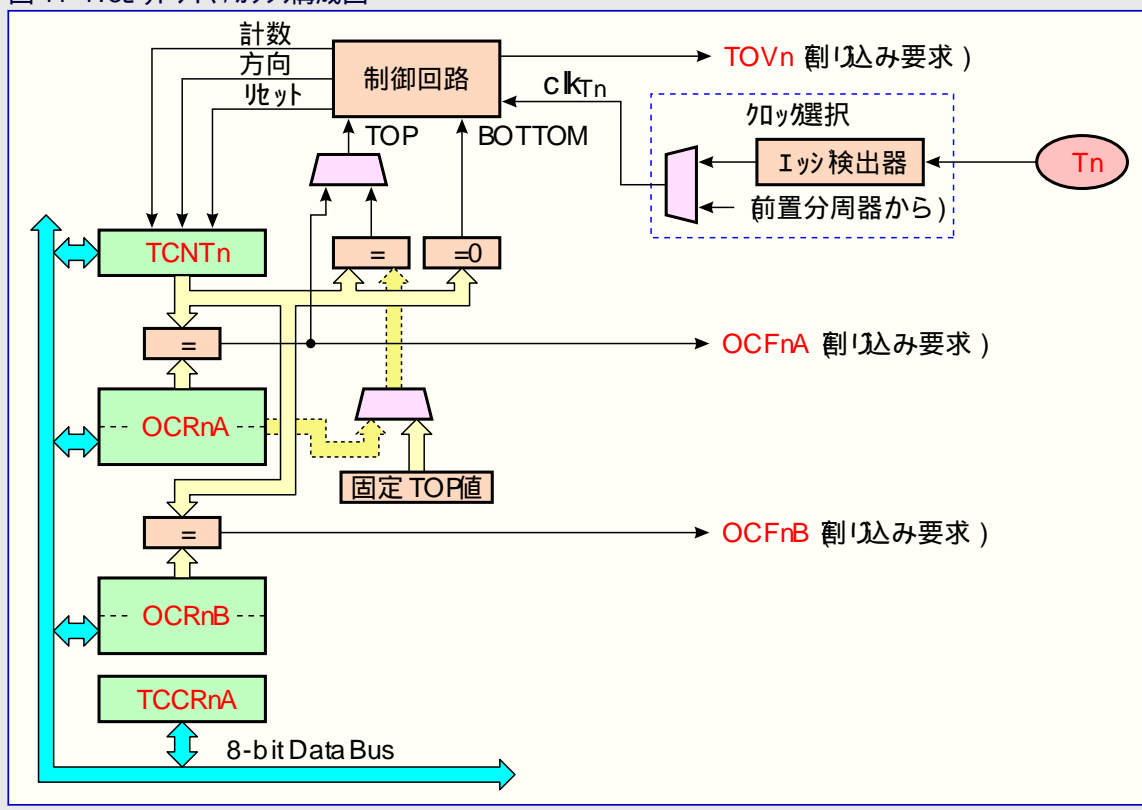 構成図
計数
方向
リセット
制御回路
TOVn (割り込み要求)
clkTn
クロック選択
TOP
BOTTOM
エッジ検出器
Tn
(前置分周器から)
TCNTn
=
=0
=
OCFnA (割り込み要求)
OCRnA
固定TOP値
=
OCFnB (割り込み要求)
OCRnB
TCCRnA
8-bit Data Bus